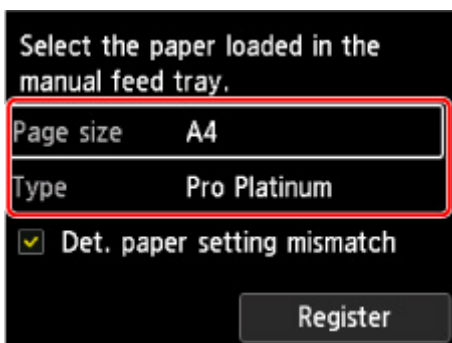 Select the paper loaded in the
manual feed tray.
Page size A4
Type Pro Platinum
Det. paper setting mismatch
Register